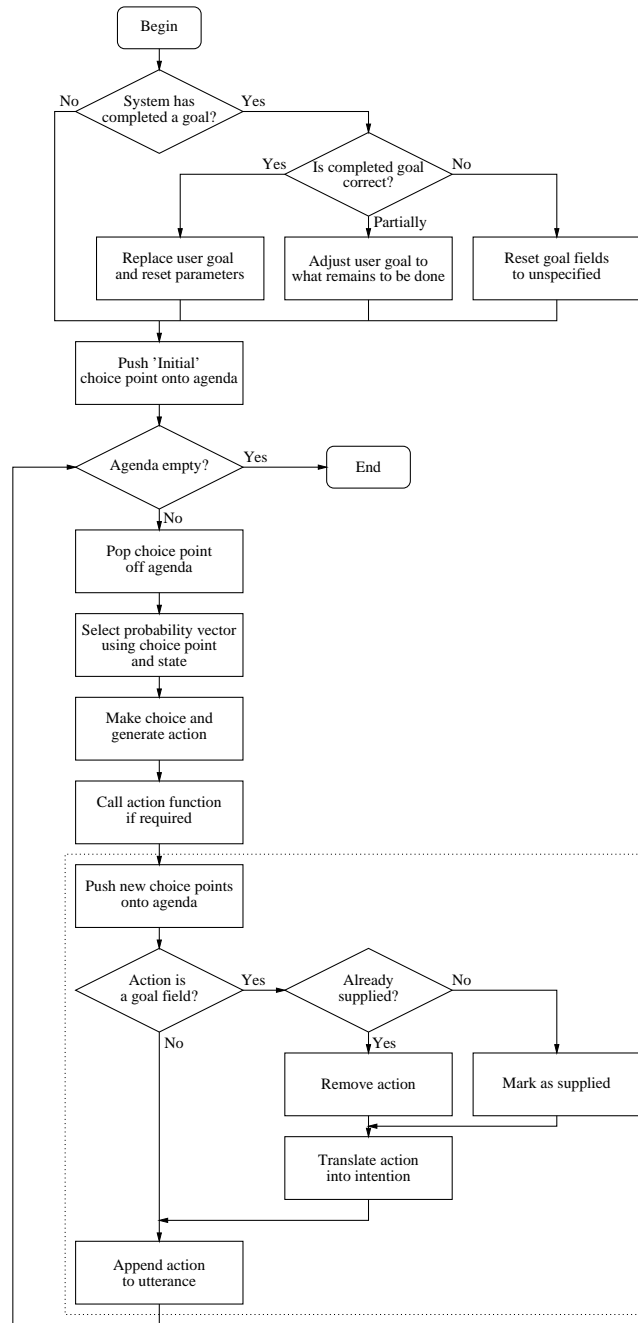 Begin
No
System has
completed a goal?
Yes
Yes
Is completed goal
correct?
No
Partially
Replace user goal
and reset parameters
Adjust user goal to
what remains to be done
Reset goal fields
to unspecified
Push 'Initial'
choice point onto agenda
Agenda empty?
Yes
End
No
Pop choice point
off agenda
Select probability vector
using choice point
and state
Make choice and
generate action
Call action function
if required
Push new choice points
onto agenda
Action is
a goal field?
Yes
Already
supplied?
No
No
Yes
Remove action
Mark as supplied
Translate action
into intention
Append action
to utterance